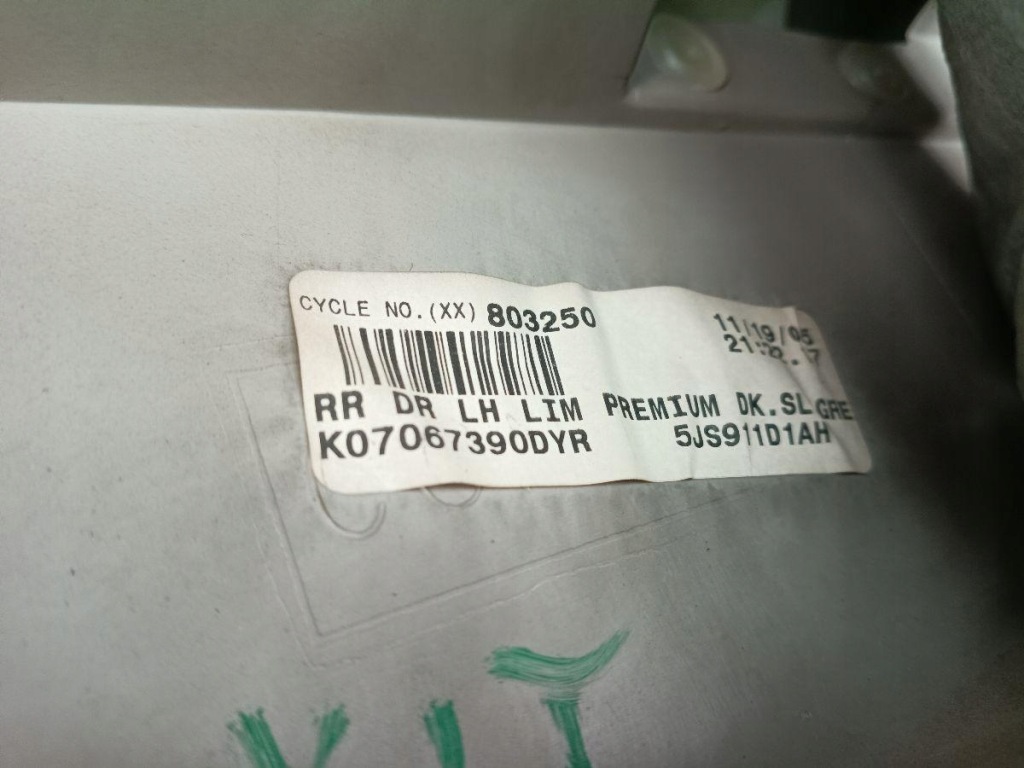 CYCLE NO.(XX) 803250
11/19/05
RR DR LH LIM PREMIUM DK.SL GRE
K07067390DYR 5JS911D1AH